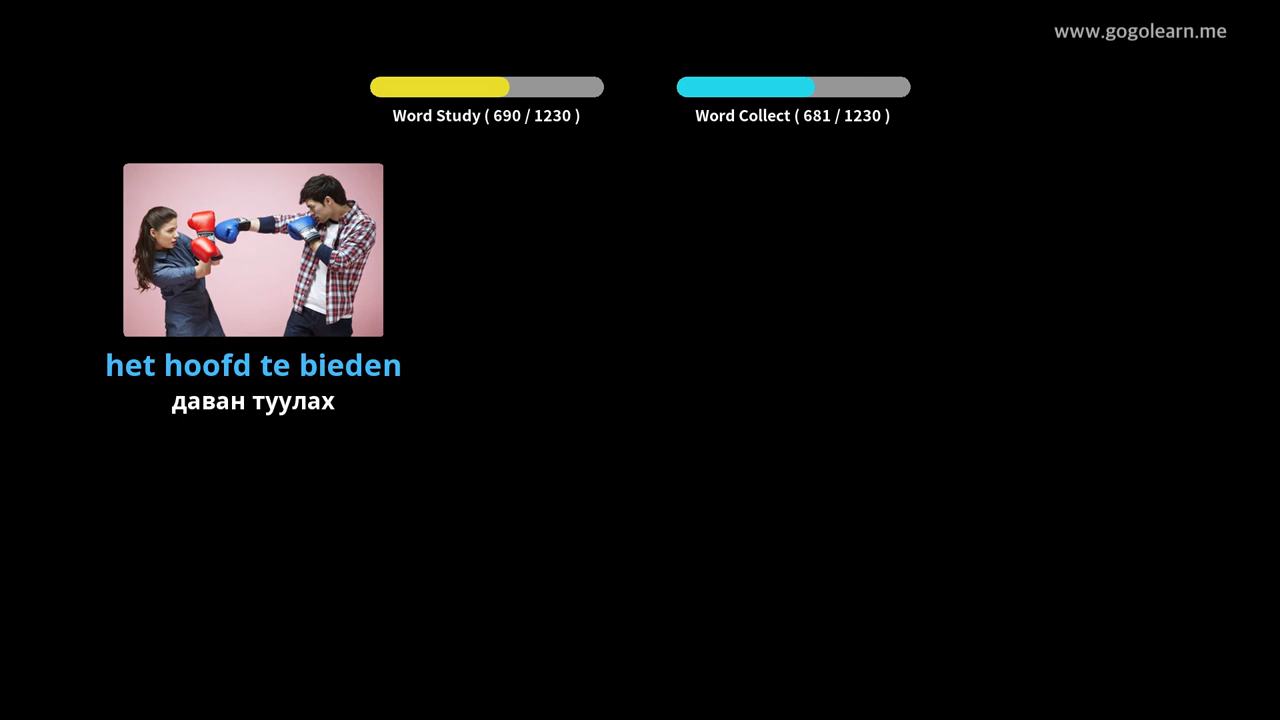 www.gogolearn.me
Word Study ( 690 / 1230 )
Word Collect ( 681 / 1230 )
het hoofd te bieden
даван туулах